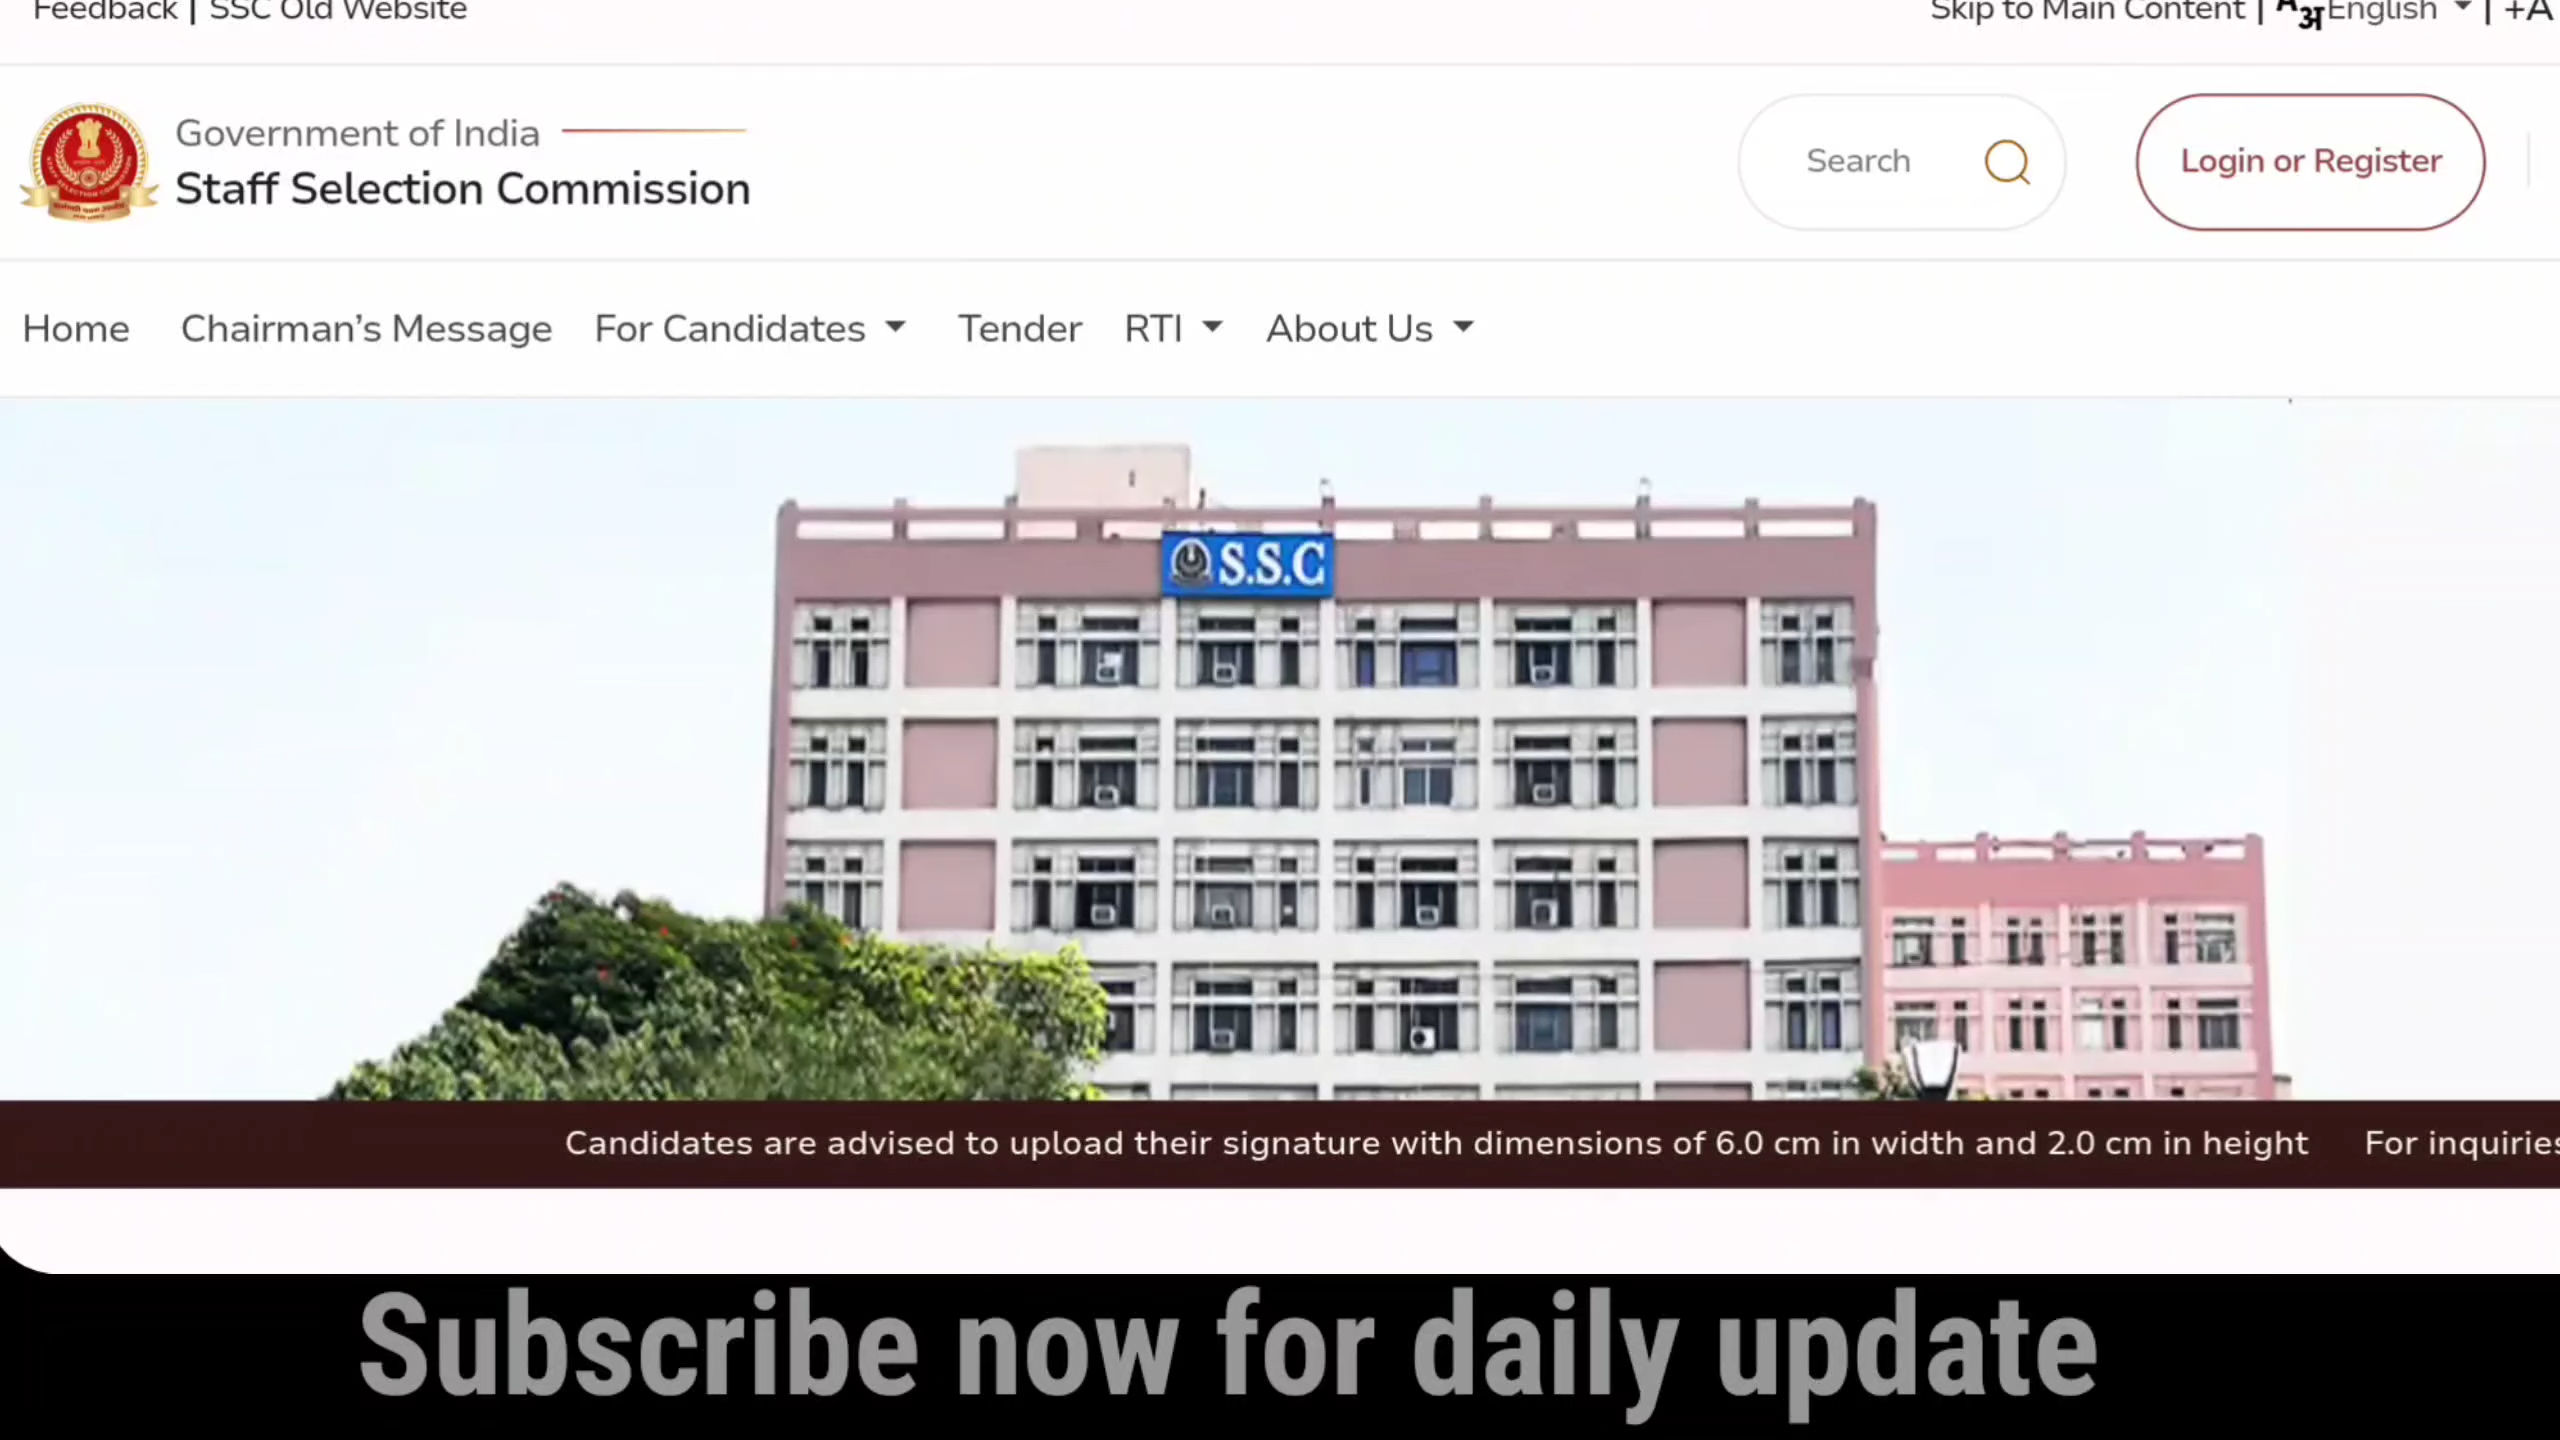 Feedback | SSC Old Website
Skip to Main Content | A अ English | +A
Government of India
Staff Selection Commission
Search
Login or Register
Home Chairman's Message For Candidates Tender RTI About Us
S.S.C
Candidates are advised to upload their signature with dimensions of 6.0 cm in width and 2.0 cm in height For inquiries
Subscribe now for daily update